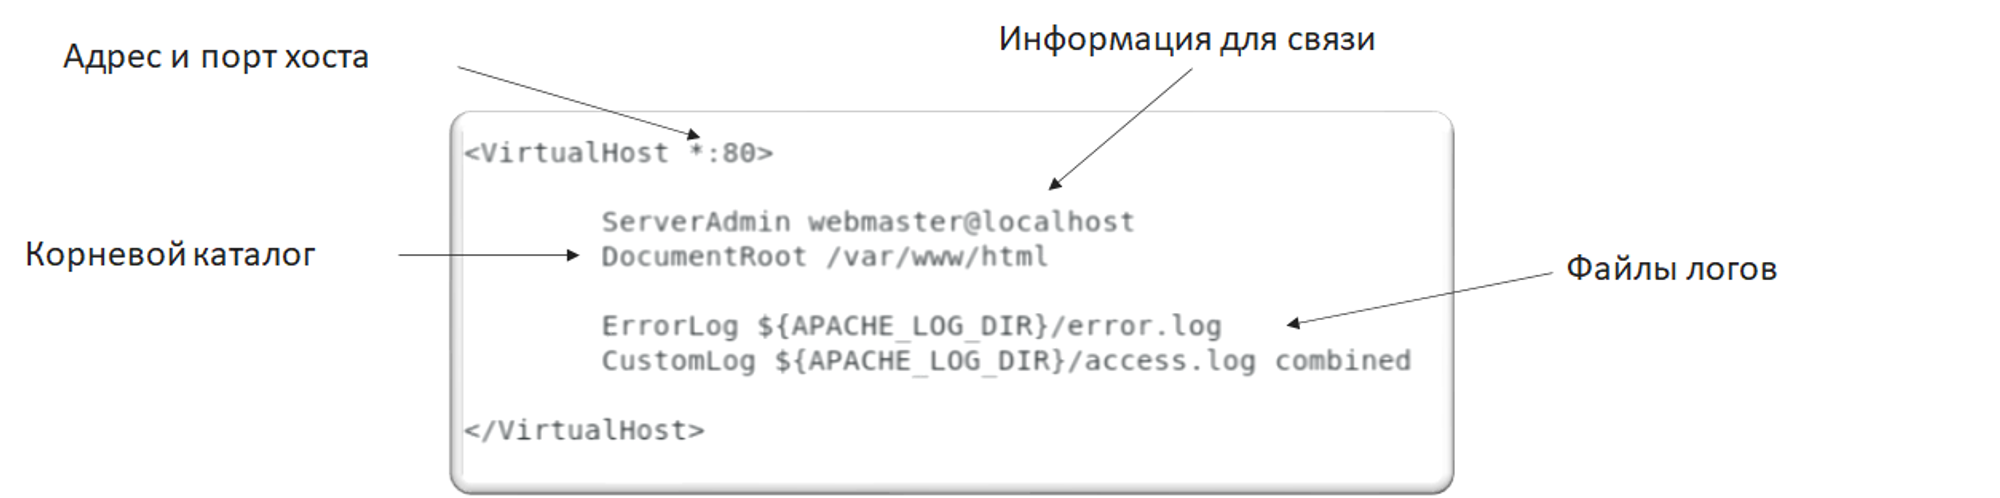 Адрес и порт хоста
Информация для связи
<VirtualHost *:80>
ServerAdmin webmaster@localhost
Корневой каталог
DocumentRoot /var/www/html
Файлы логов
ErrorLog ${APACHE_LOG_DIR}/error.log
CustomLog ${APACHE_LOG_DIR}/access.log combined
</VirtualHost>